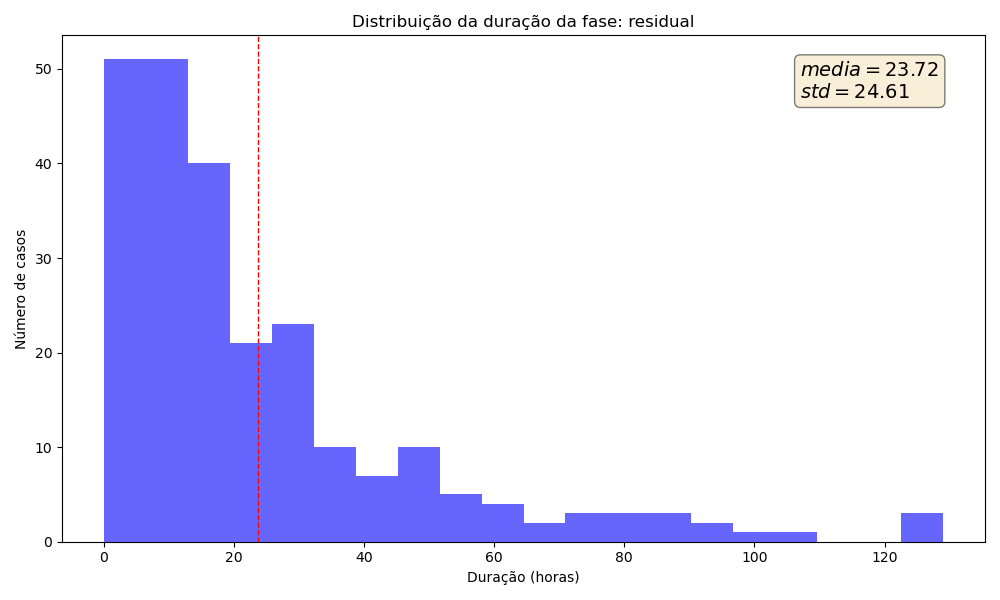 Distribuição da duração da fase: residual
media = 23.72
std = 24.61
Número de casos
50
40
30
20
10
0
0 20 40 60 80 100 120
Duração (horas)